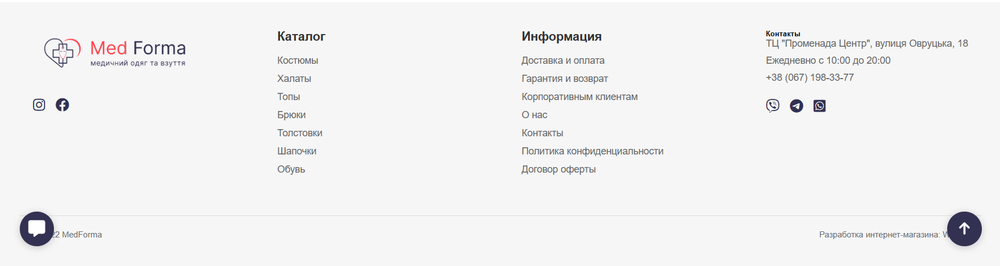 Med Forma
медичний одяг та взуття
Каталог
Костюмы
Халаты
Топы
Брюки
Толстовки
Шапочки
Обувь
Информация
Доставка и оплата
Гарантия и возврат
Корпоративным клиентам
О нас
Контакты
Политика конфиденциальности
Договор оферты
Контакты
ТЦ "Променада Центр", вулиця Овруцька, 18
Ежедневно с 10:00 до 20:00
+38 (067) 198-33-77
22 MedForma
Разработка интернет-магазина: